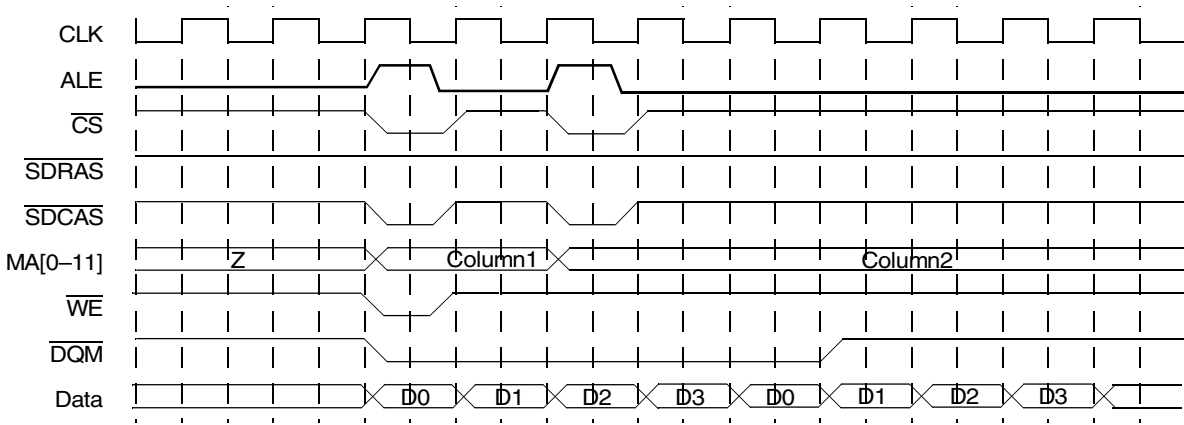 CLK
ALE
CS
SDRAS
SDCAS
MA[0–11] Z Column1 Column2
WE
DQM
Data D0 D1 D2 D3 D0 D1 D2 D3